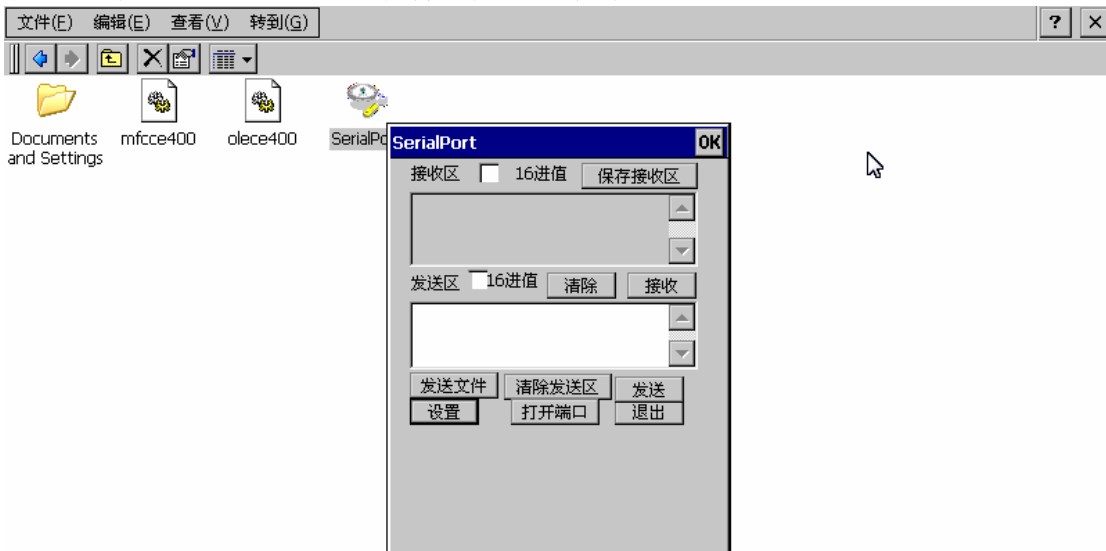 文件(F) 编辑(E) 查看(V) 转到(G) ? ×
Documents and Settings
mfcce400
olece400
SerialPo
SerialPort OK
接收区 16进值 保存接收区
发送区 16进值 清除 接收
发送文件 清除发送区 发送
设置 打开端口 退出